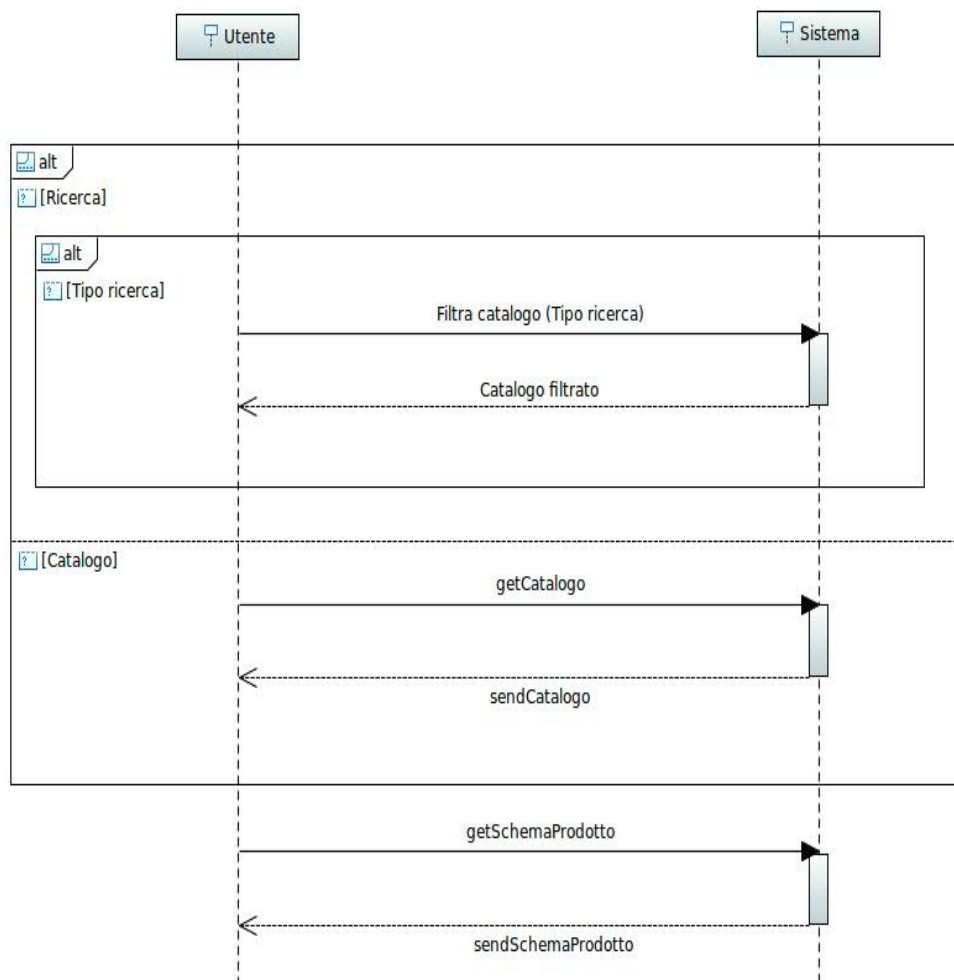 Utente
Sistema
alt
[Ricerca]
alt
[Tipo ricerca]
Filtra catalogo (Tipo ricerca)
Catalogo filtrato
[Catalogo]
getCatalogo
sendCatalogo
getSchemaProdotto
sendSchemaProdotto